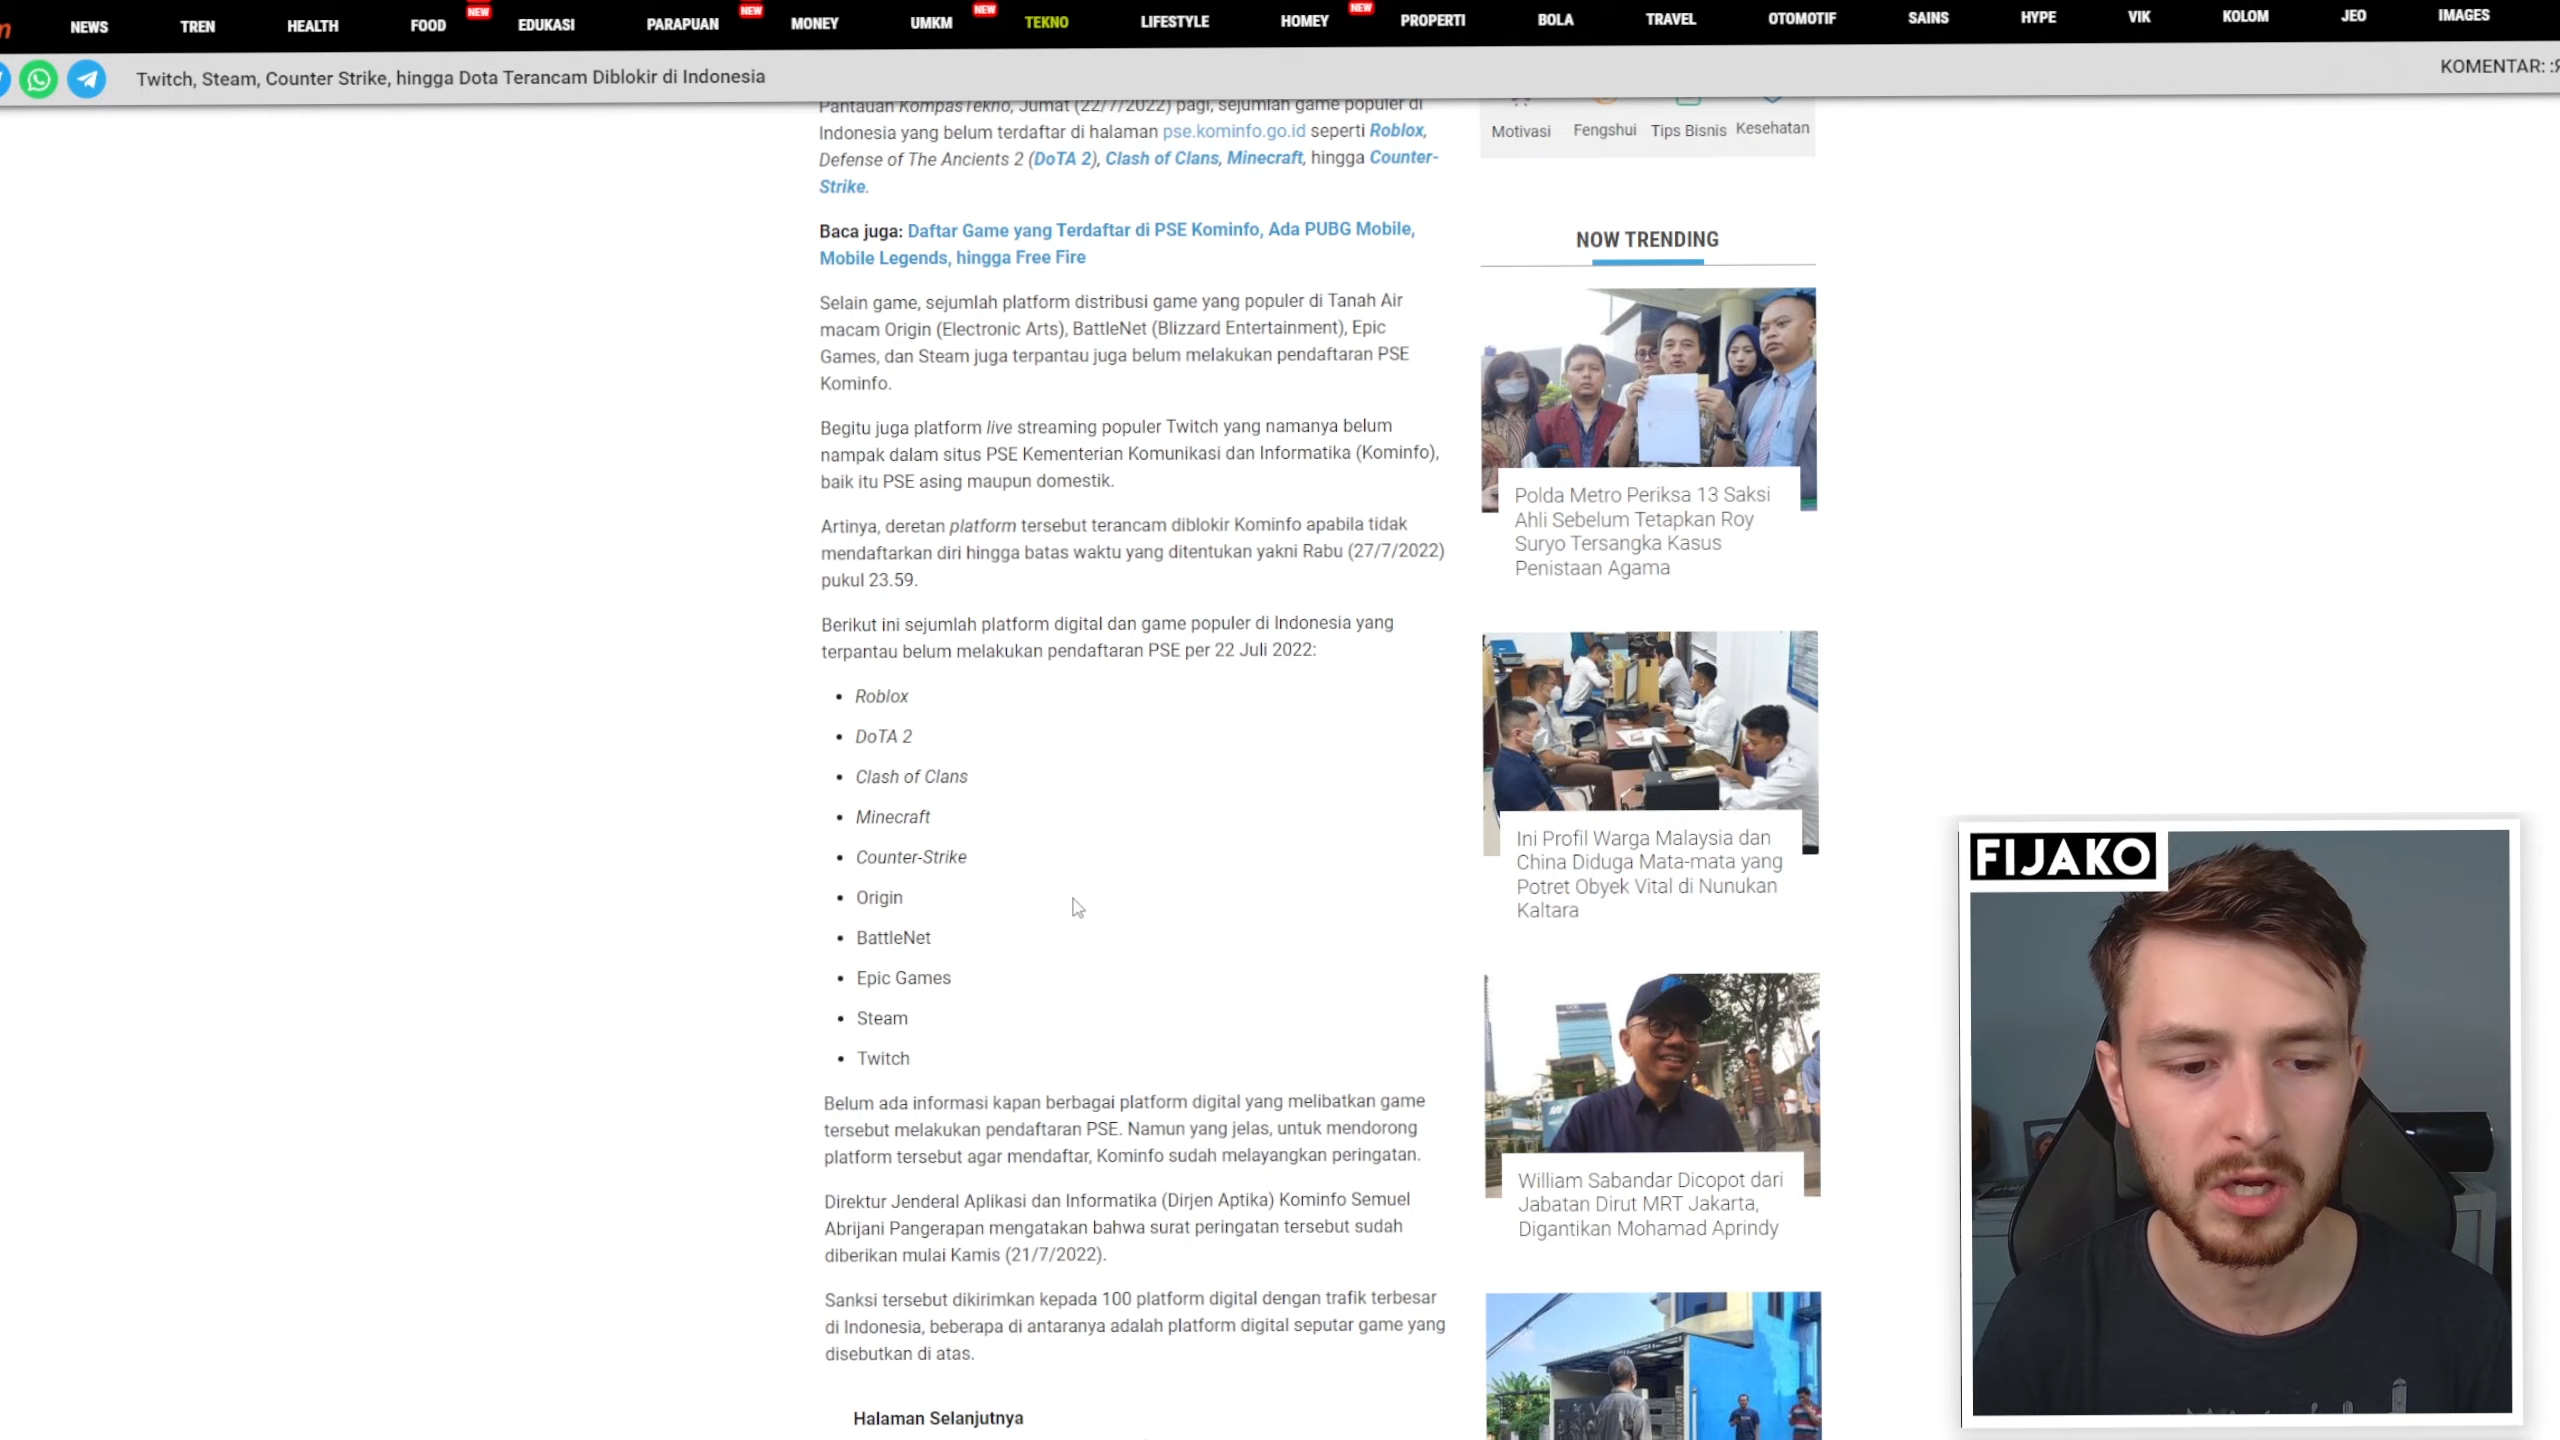 NEWS TREN HEALTH FOOD NEW EDUKASI PARAPUAN NEW MONEY UMKM NEW TEKNO LIFESTYLE HOMEY NEW PROPERTI BOLA TRAVEL OTOMOTIF SAINS HYPE VIK KOLOM JEO IMAGES
Twitch, Steam, Counter Strike, hingga Dota Terancam Diblokir di Indonesia
KOMENTAR:
Pantauan KompasTekno, Jumat (22/7/2022) pagi, sejumlah game populer di
Indonesia yang belum terdaftar di halaman pse.kominfo.go.id seperti Roblox,
Defense of The Ancients 2 (DoTA 2), Clash of Clans, Minecraft, hingga Counter-
Strike.
Baca juga: Daftar Game yang Terdaftar di PSE Kominfo, Ada PUBG Mobile,
Mobile Legends, hingga Free Fire
Selain game, sejumlah platform distribusi game yang populer di Tanah Air
macam Origin (Electronic Arts), BattleNet (Blizzard Entertainment), Epic
Games, dan Steam juga terpantau juga belum melakukan pendaftaran PSE
Kominfo.
Begitu juga platform live streaming populer Twitch yang namanya belum
nampak dalam situs PSE Kementerian Komunikasi dan Informatika (Kominfo),
baik itu PSE asing maupun domestik.
Artinya, deretan platform tersebut terancam diblokir Kominfo apabila tidak
mendaftarkan diri hingga batas waktu yang ditentukan yakni Rabu (27/7/2022)
pukul 23.59.
Berikut ini sejumlah platform digital dan game populer di Indonesia yang
terpantau belum melakukan pendaftaran PSE per 22 Juli 2022:
• Roblox
• DoTA 2
• Clash of Clans
• Minecraft
• Counter-Strike
• Origin
• BattleNet
• Epic Games
• Steam
• Twitch
Belum ada informasi kapan berbagai platform digital yang melibatkan game
tersebut melakukan pendaftaran PSE. Namun yang jelas, untuk mendorong
platform tersebut agar mendaftar, Kominfo sudah melayangkan peringatan.
Direktur Jenderal Aplikasi dan Informatika (Dirjen Aptika) Kominfo Semuel
Abrijani Pangerapan mengatakan bahwa surat peringatan tersebut sudah
diberikan mulai Kamis (21/7/2022).
Sanksi tersebut dikirimkan kepada 100 platform digital dengan trafik terbesar
di Indonesia, beberapa di antaranya adalah platform digital seputar game yang
disebutkan di atas.
Halaman Selanjutnya
Motivasi Fengshui Tips Bisnis Kesehatan
NOW TRENDING
Polda Metro Periksa 13 Saksi
Ahli Sebelum Tetapkan Roy
Suryo Tersangka Kasus
Penistaan Agama
Ini Profil Warga Malaysia dan
China Diduga Mata-mata yang
Potret Obyek Vital di Nunukan
Kaltara
William Sabandar Dicopot dari
Jabatan Dirut MRT Jakarta,
Digantikan Mohamad Aprindy
FIJAKO